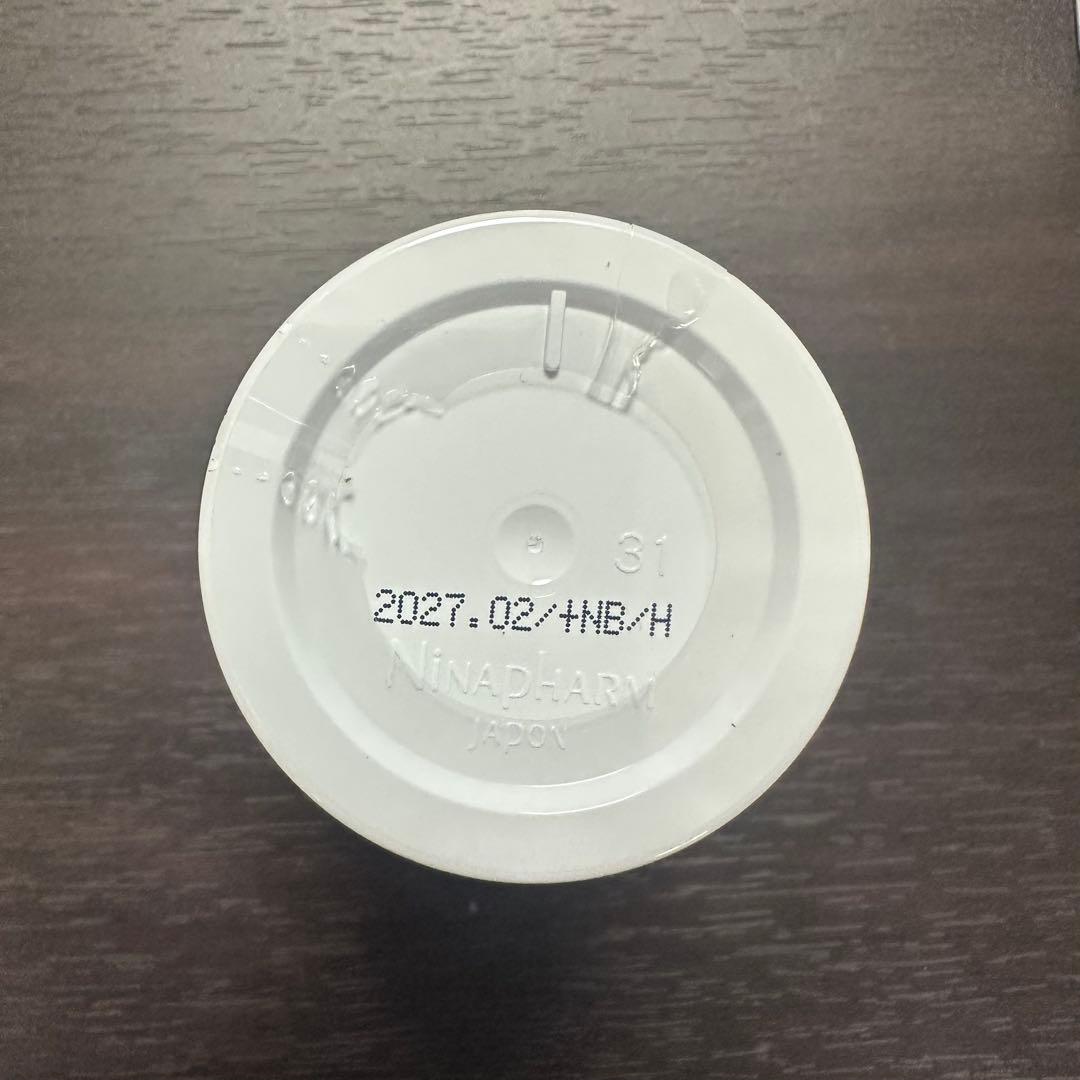 31
2027.02/+NB/H
NINAPHARM
JAPON